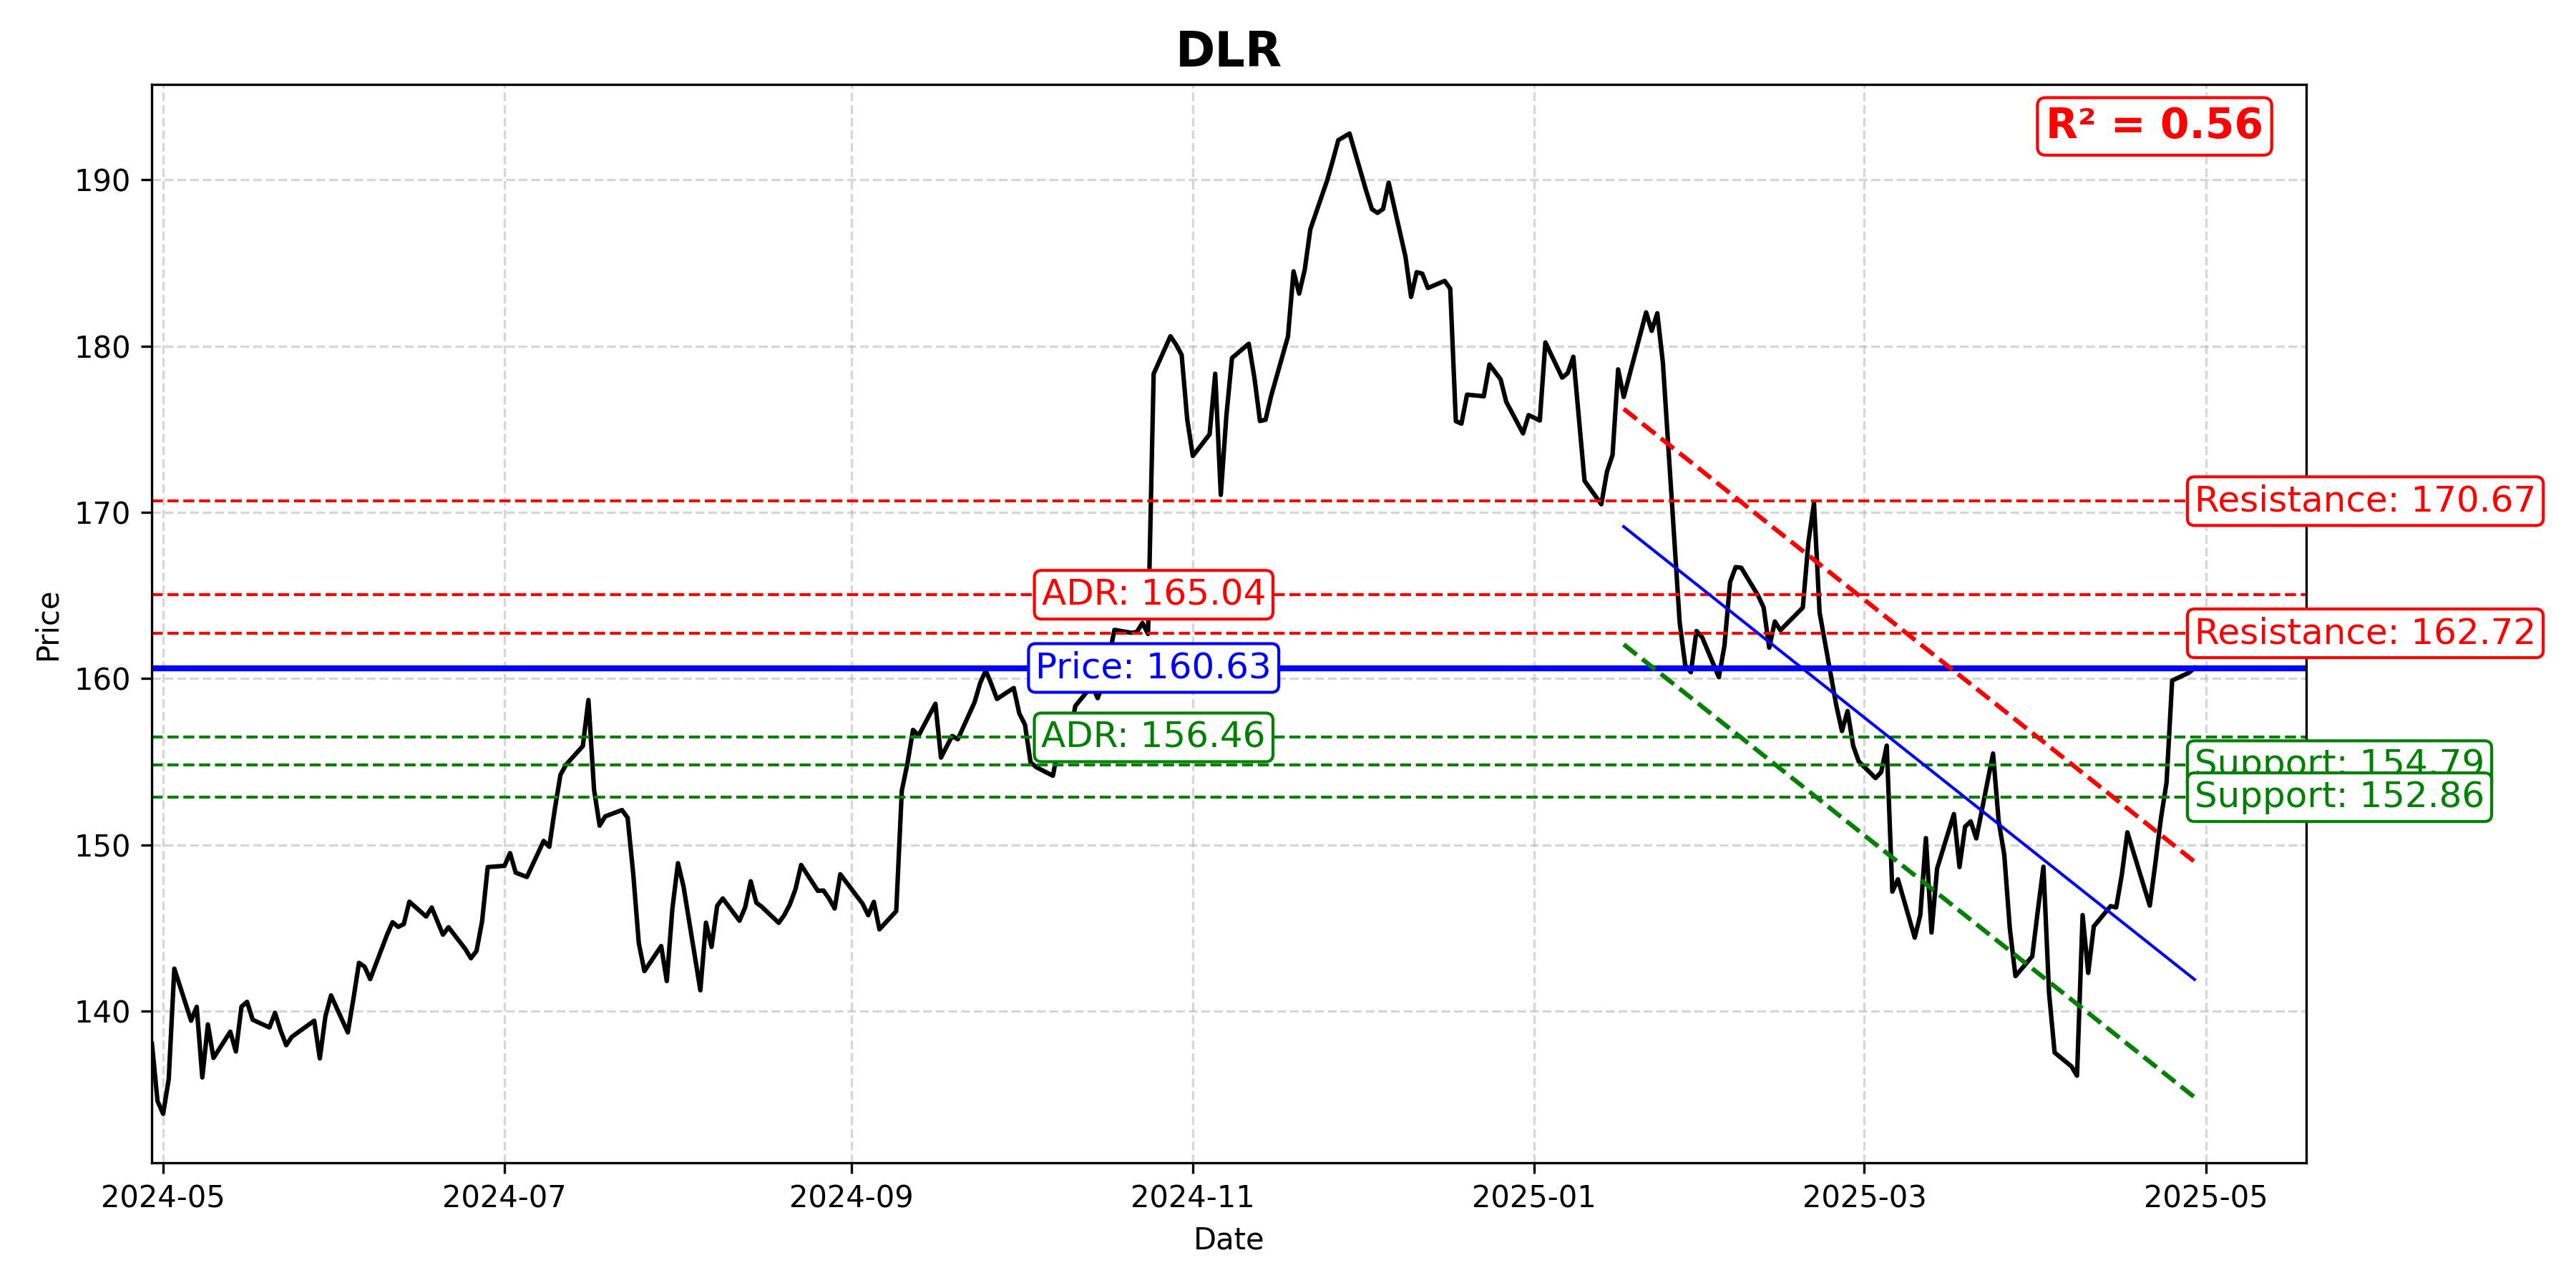 DLR
R² = 0.56
190
180
170
160
150
140
Price
Resistance: 170.67
ADR: 165.04
Resistance: 162.72
Price: 160.63
ADR: 156.46
Support: 154.79
Support: 152.86
2024-05
2024-07
2024-09
2024-11
2025-01
2025-03
2025-05
Date